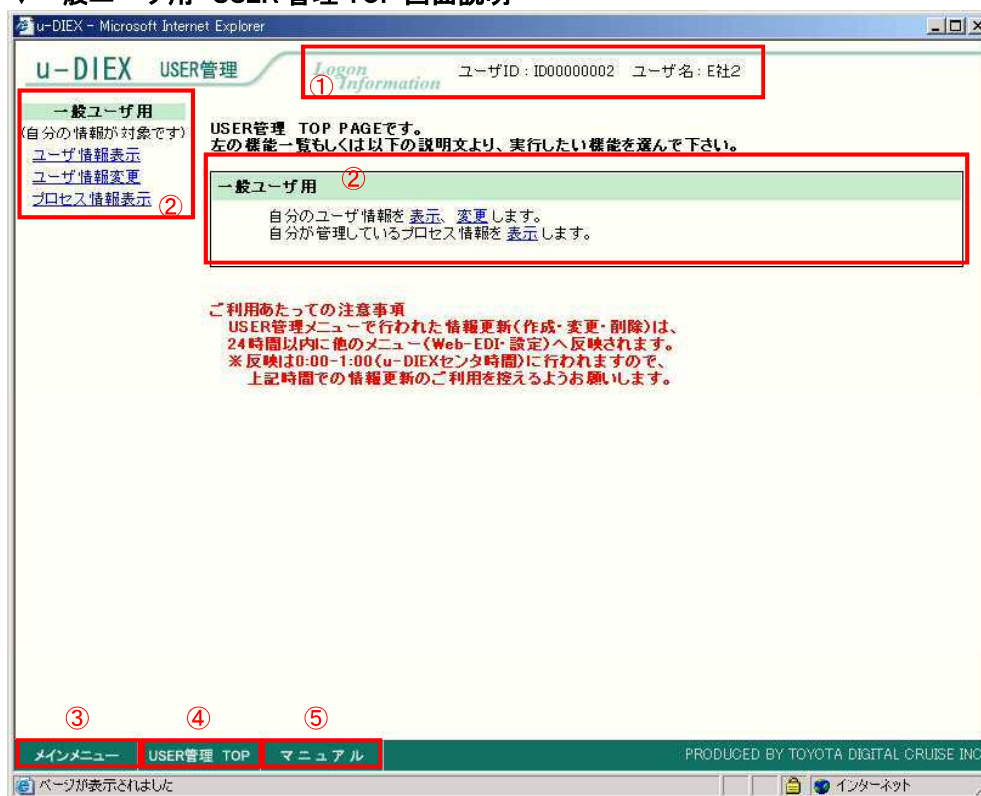 u-DIEX - Microsoft Internet Explorer
u-DIEX USER管理
Logon Information
① ユーザID:ID00000002 ユーザ名:E社2
一般ユーザ用
(自分の情報が対象です)
ユーザ情報表示
ユーザ情報変更
プロセス情報表示
②
USER管理 TOP PAGEです。
左の機能一覧もしくは以下の説明文より、実行したい機能を選んで下さい。
一般ユーザ用 ②
自分のユーザ情報を 表示、 変更 します。
自分が管理しているプロセス情報を 表示 します。
ご利用あたっての注意事項
USER管理メニューで行われた情報更新(作成・変更・削除)は、
24時間以内に他のメニュー(Web-EDI・設定)へ反映されます。
※反映は0:00-1:00(u-DIEXセンタ時間)に行われますので、
上記時間での情報更新のご利用を控えるようお願いします。
③ ④ ⑤
メインメニュー USER管理 TOP マニュアル PRODUCED BY TOYOTA DIGITAL CRUISE INC
ページが表示されました インターネット